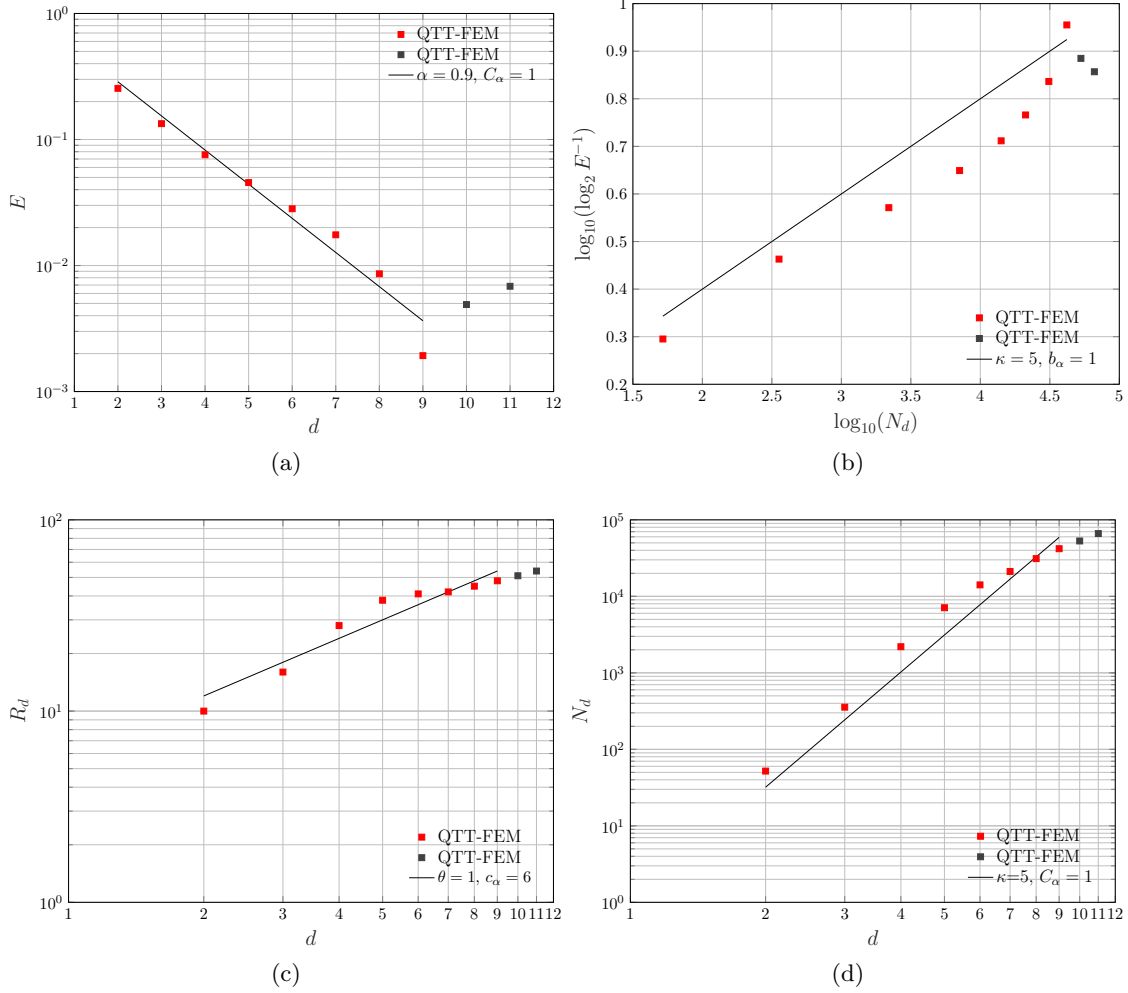 10^0
10^{-1}
10^{-2}
10^{-3}
E
1 2 3 4 5 6 7 8 9 10 11 12
d
QTT-FEM
QTT-FEM
α = 0.9, C_α = 1
(a)
1
0.9
0.8
0.7
0.6
0.5
0.4
0.3
0.2
log_{10}(log_2 E^{-1})
1.5 2 2.5 3 3.5 4 4.5 5
log_{10}(N_d)
QTT-FEM
QTT-FEM
κ = 5, b_α = 1
(b)
10^2
10^1
10^0
R_d
1 2 3 4 5 6 7 8 9 10 11 12
d
QTT-FEM
QTT-FEM
θ = 1, c_α = 6
(c)
10^5
10^4
10^3
10^2
10^1
10^0
N_d
1 2 3 4 5 6 7 8 9 10 11 12
d
QTT-FEM
QTT-FEM
κ=5, C_α = 1
(d)